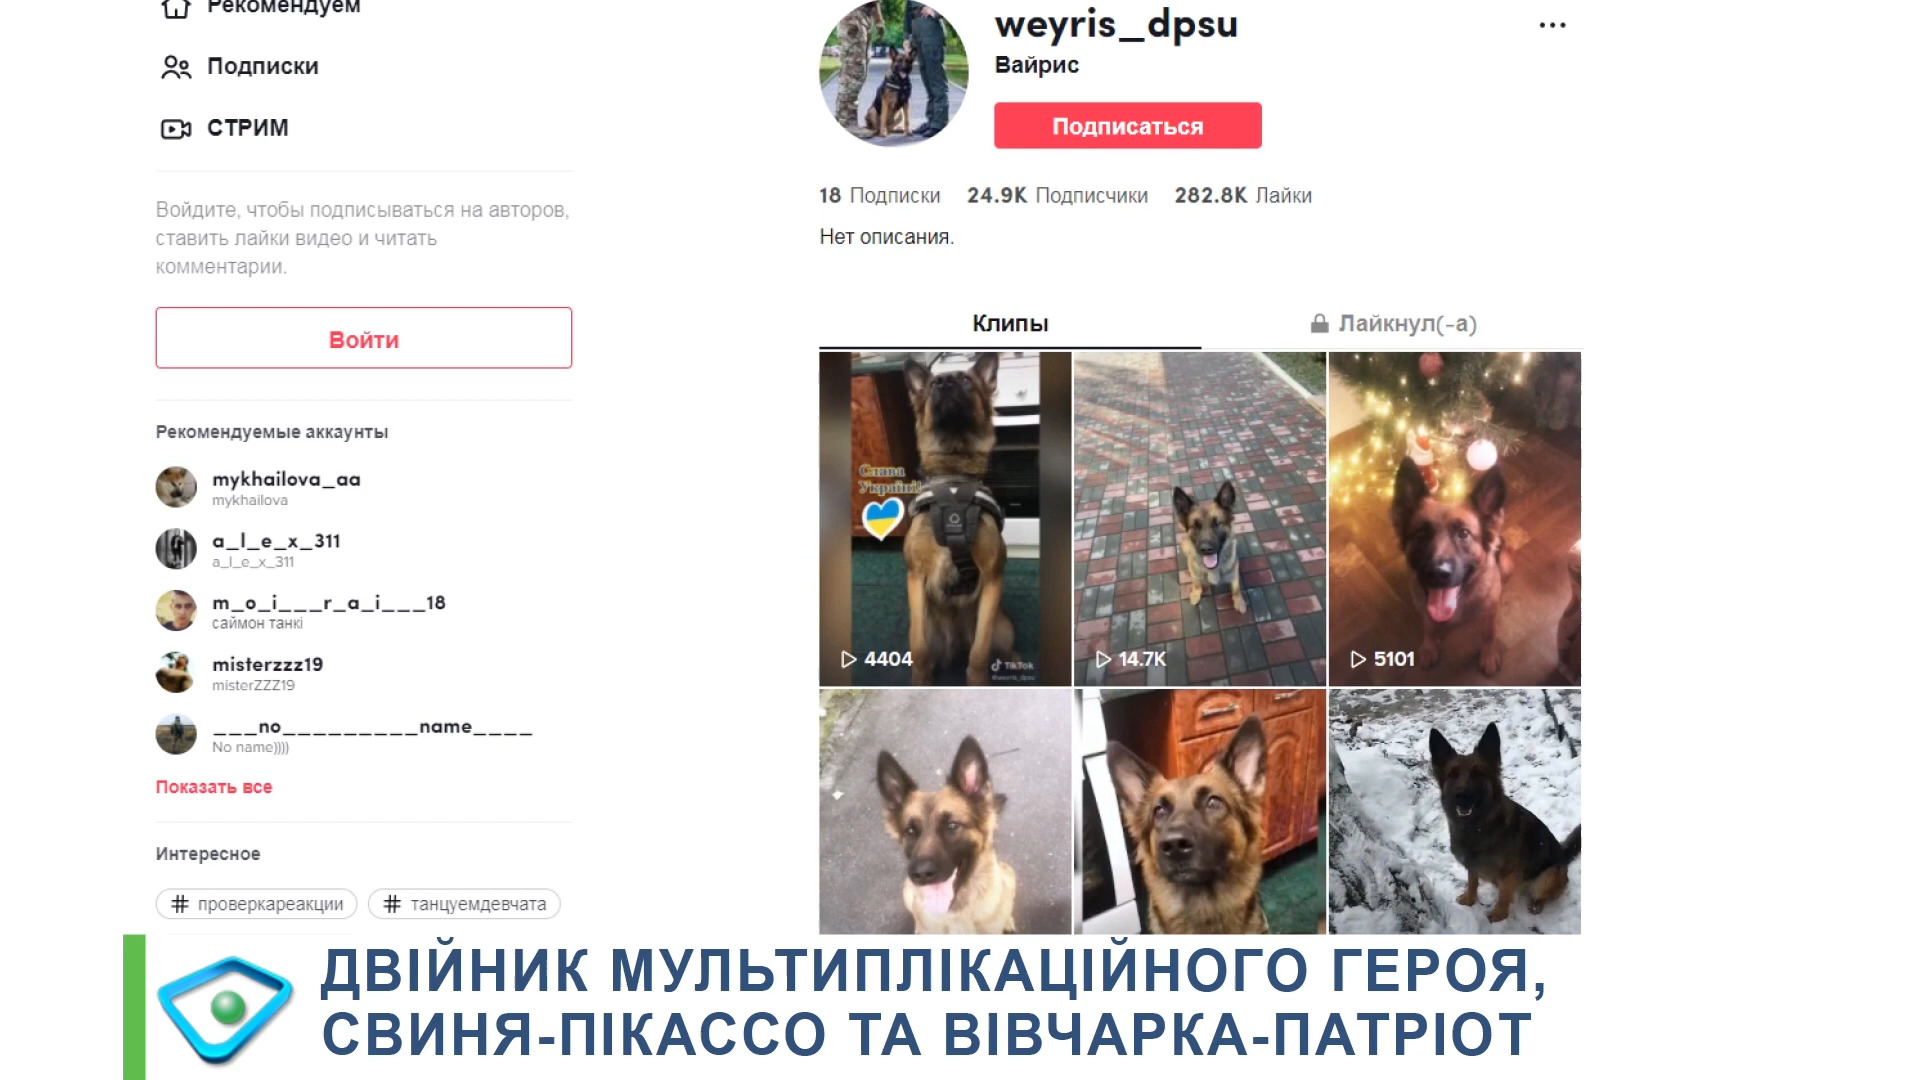 Рекомендуем
Подписки
СТРИМ
Войдите, чтобы подписываться на авторов,
ставить лайки видео и читать
комментарии.
Войти
Рекомендуемые аккаунты
mykhailova_aa
mykhailova
a_l_e_x_311
a_l_e_x_311
m_o_i___r_a_i___18
саймон танкі
misterzzz19
misterZZZ19
___no_________name____
No name))))
Показать все
Интересное
# проверкареакции
# танцуемдевчата
weyris_dpsu
Вайрис
Подписаться
18 Подписки 24.9K Подписчики 282.8K Лайки
Нет описания.
Клипы
Лайкнул(-а)
Слава
Україні!
4404
TikTok
@weyris_dpsu
14.7K
5101
ДВІЙНИК МУЛЬТИПЛІКАЦІЙНОГО ГЕРОЯ,
СВИНЯ-ПІКАССО ТА ВІВЧАРКА-ПАТРІОТ